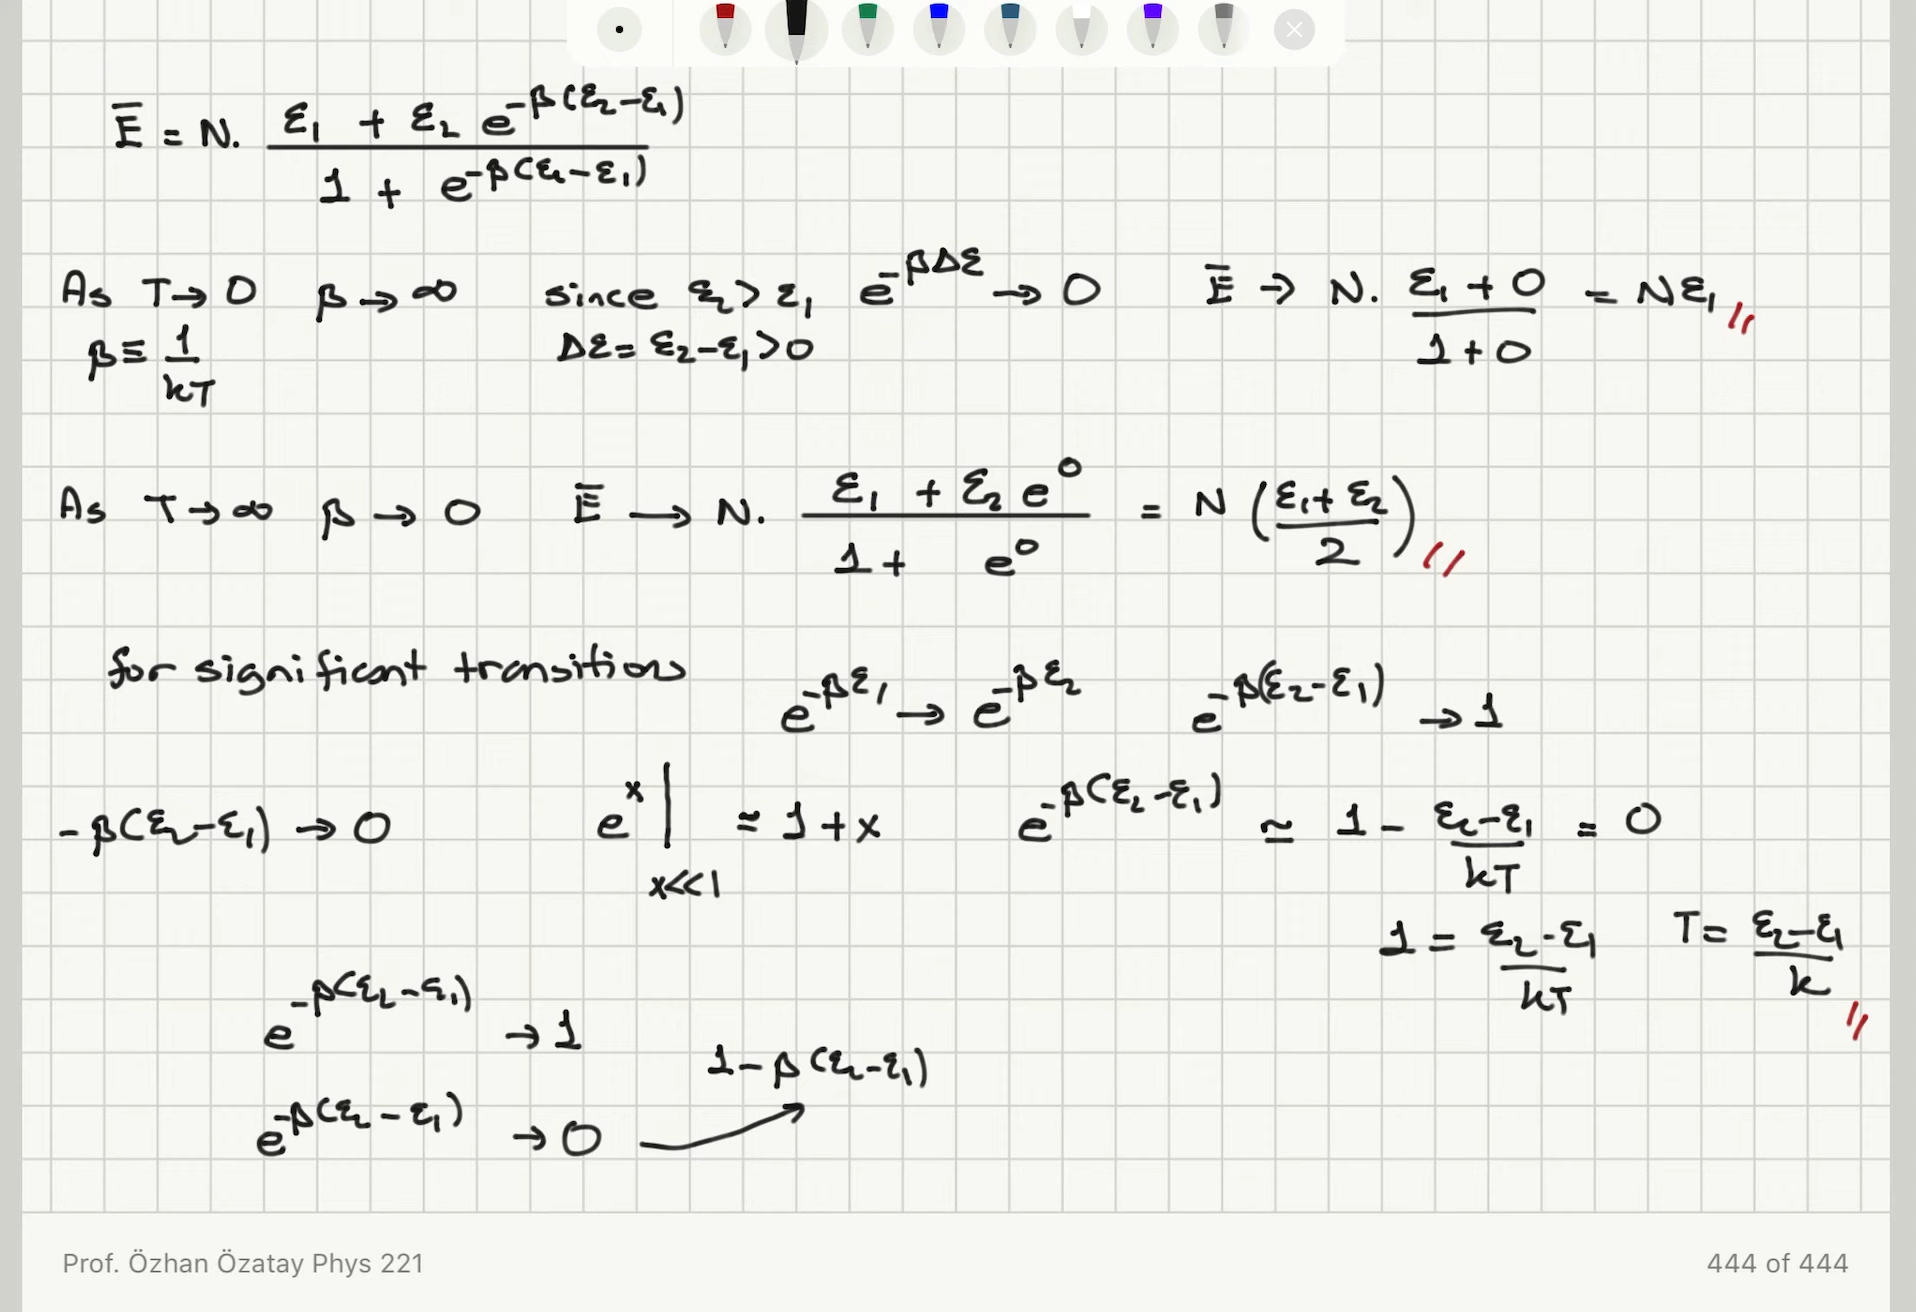 Ē = N. (ε₁ + ε₂ e^{-β(ε₂-ε₁)}) / (1 + e^{-β(ε₂-ε₁)})
As T→0 β→∞ since ε₂>ε₁ e^{-βΔε}→0 Ē → N. (ε₁+0)/(1+0) = Nε₁ //
β≡ 1/kT Δε=ε₂-ε₁>0
As T→∞ β→0 Ē → N. (ε₁ + ε₂e⁰)/(1 + e⁰) = N((ε₁+ε₂)/2) //
for significant transitions e^{-βε₁} → e^{-βε₂} e^{-β(ε₂-ε₁)} →1
-β(ε₂-ε₁) →0 e^x|_{x<<1} ≈ 1+x e^{-β(ε₂-ε₁)} ≃ 1- (ε₂-ε₁)/kT = 0
1 = (ε₂-ε₁)/kT T= (ε₂-ε₁)/k //
e^{-β(ε₂-ε₁)} →1
1-β(ε₂-ε₁)
e^{-β(ε₂-ε₁)} →0
Prof. Özhan Özatay Phys 221
444 of 444